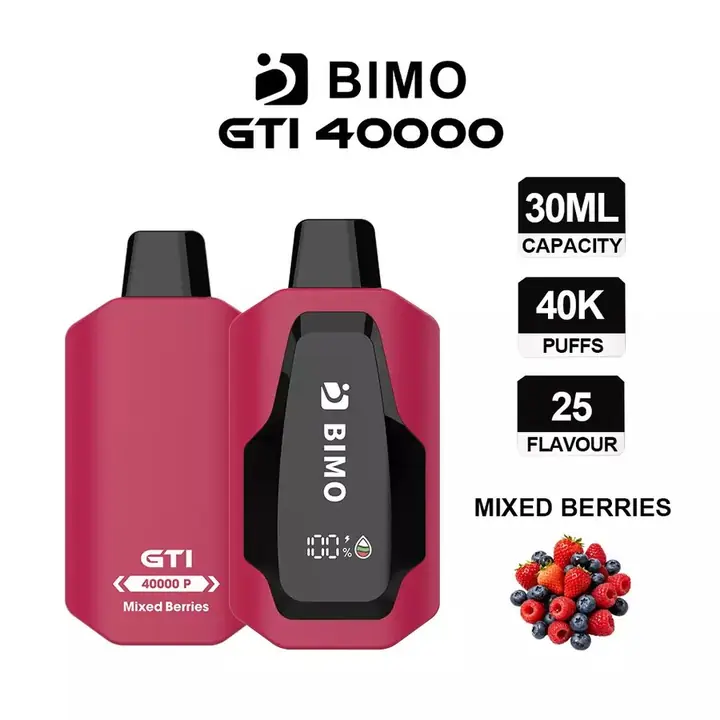 BIMO
GTI 40000
30ML
CAPACITY
40K
PUFFS
25
FLAVOUR
MIXED BERRIES
GTI
40000 P
Mixed Berries
BIMO
100%